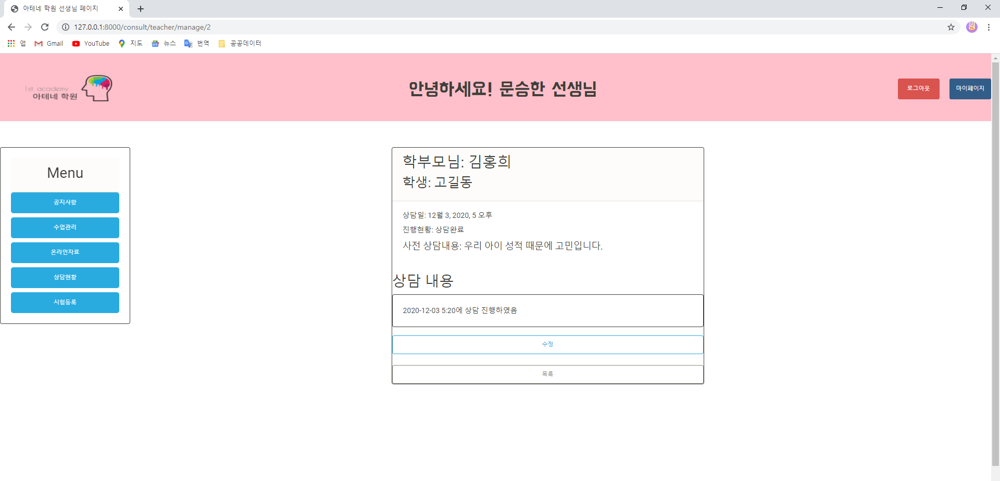 아테네 학원 선생님 페이지
127.0.0.1:8000/consult/teacher/manage/2
앱 Gmail YouTube 지도 뉴스 번역 공공데이터
1st. academy
아테네 학원
안녕하세요! 문승한 선생님
로그아웃 마이페이지
Menu
공지사항
수업관리
온라인자료
상담현황
시험등록
학부모님: 김홍희
학생: 고길동
상담일: 12월 3, 2020, 5 오후
진행현황: 상담완료
사전 상담내용: 우리 아이 성적 때문에 고민입니다.
상담 내용
2020-12-03 5:20에 상담 진행하였음
수정
목록